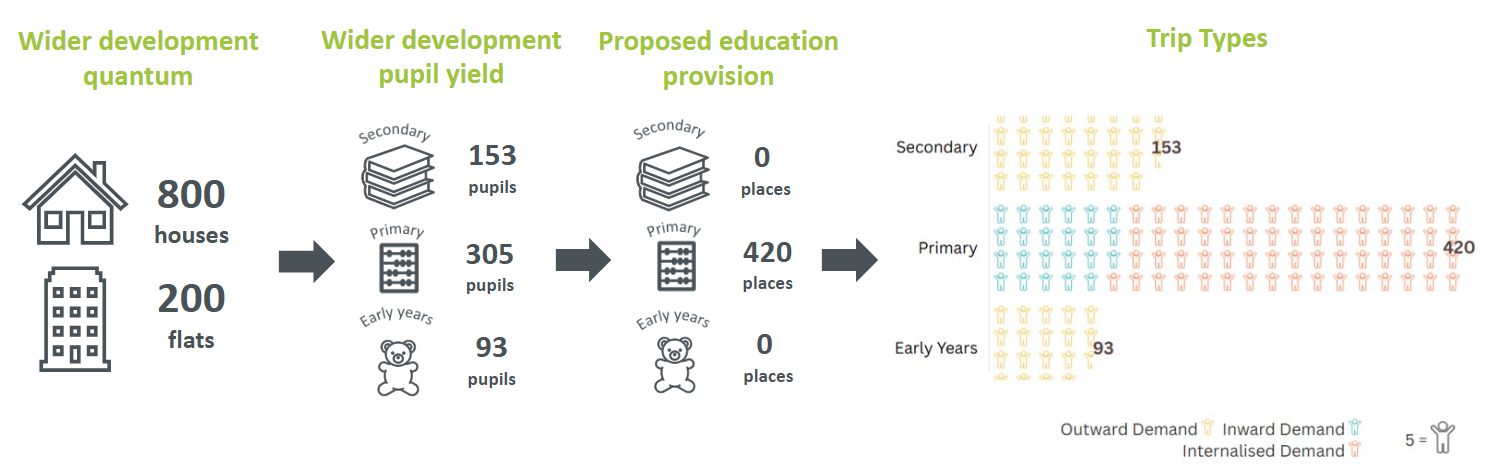 Wider development
quantum
800
houses
200
flats
Wider development
pupil yield
Secondary
153
pupils
Primary
305
pupils
Early years
93
pupils
Proposed education
provision
Secondary
0
places
Primary
420
places
Early years
0
places
Trip Types
Secondary
153
Primary
420
Early Years
93
Outward Demand Inward Demand
Internalised Demand
5 =